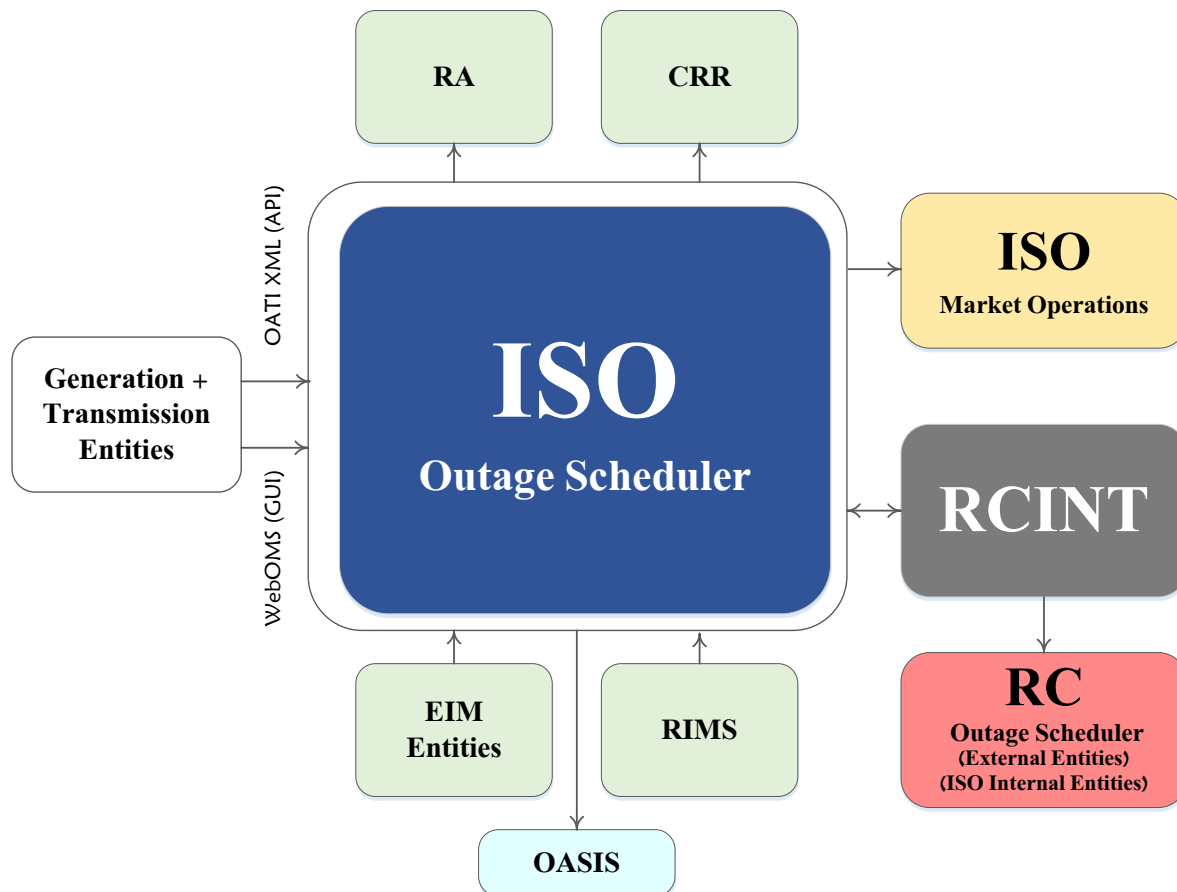 RA
CRR
OATI XML (API)
ISO
Market Operations
Generation +
Transmission
Entities
ISO
Outage Scheduler
RCINT
WebOMS (GUI)
EIM
Entities
RIMS
RC
Outage Scheduler
(External Entities)
(ISO Internal Entities)
OASIS